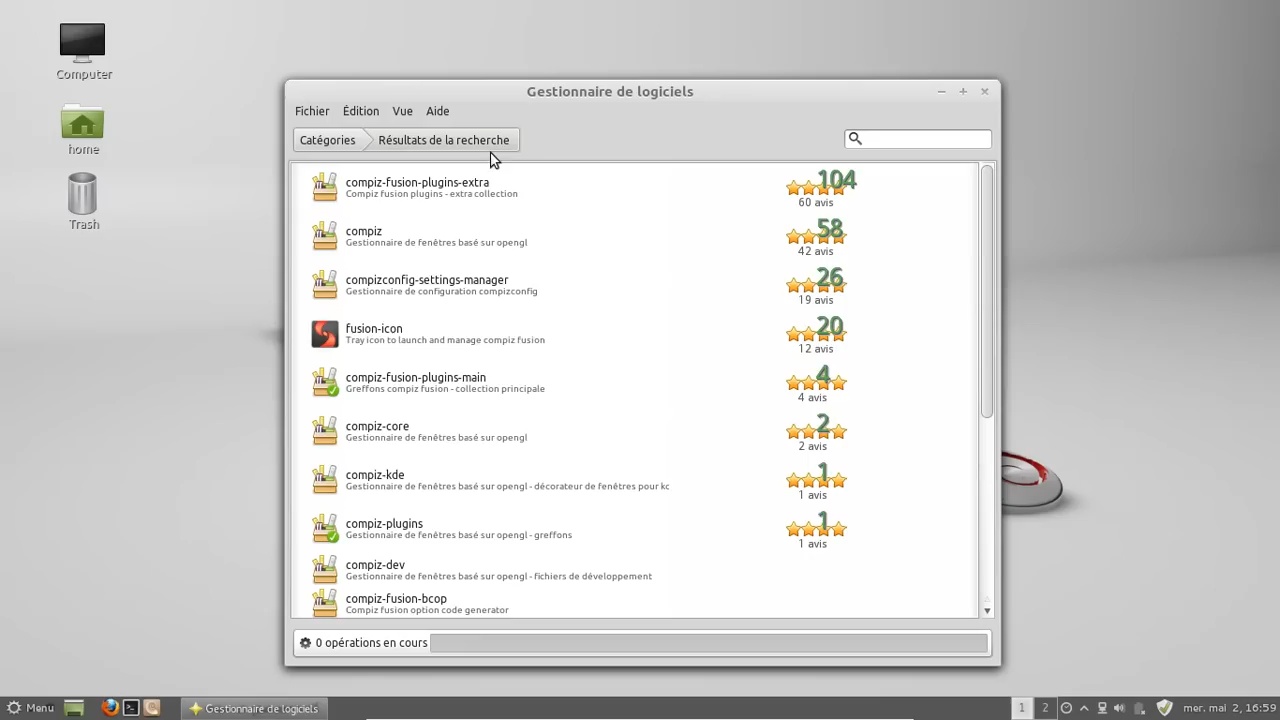 Computer
home
Trash
Gestionnaire de logiciels
Fichier Édition Vue Aide
Catégories Résultats de la recherche
compiz-fusion-plugins-extra
Compiz fusion plugins - extra collection
104
60 avis
compiz
Gestionnaire de fenêtres basé sur opengl
58
42 avis
compizconfig-settings-manager
Gestionnaire de configuration compizconfig
26
19 avis
fusion-icon
Tray icon to launch and manage compiz fusion
20
12 avis
compiz-fusion-plugins-main
Greffons compiz fusion - collection principale
4
4 avis
compiz-core
Gestionnaire de fenêtres basé sur opengl
2
2 avis
compiz-kde
Gestionnaire de fenêtres basé sur opengl - décorateur de fenêtres pour kc
1
1 avis
compiz-plugins
Gestionnaire de fenêtres basé sur opengl - greffons
1
1 avis
compiz-dev
Gestionnaire de fenêtres basé sur opengl - fichiers de développement
compiz-fusion-bcop
Compiz fusion option code generator
0 opérations en cours
Menu Gestionnaire de logiciels 1 2 mer. mai 2, 16:59